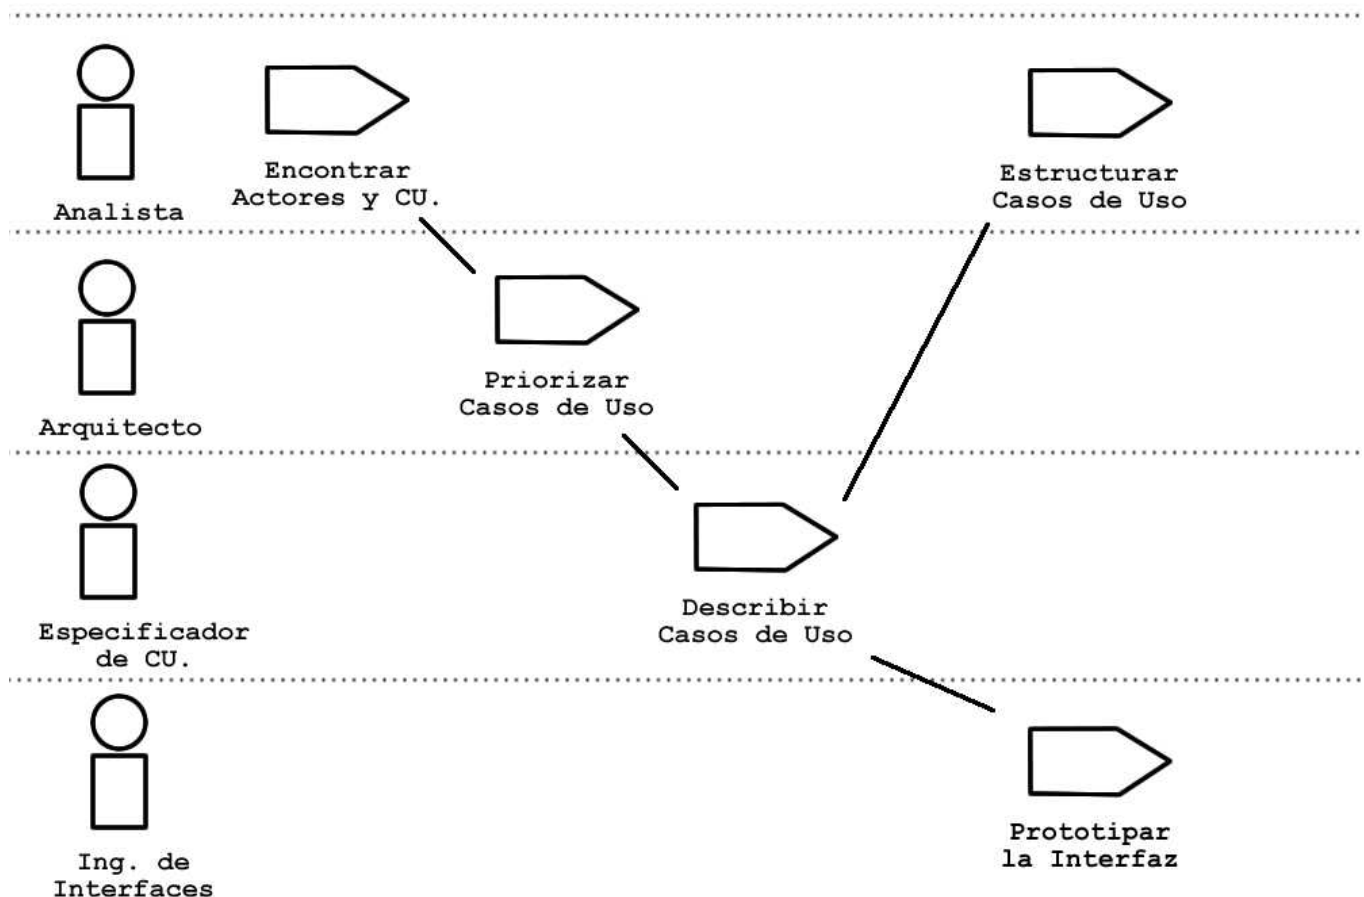 Encontrar
Actores y CU.
Estructurar
Casos de Uso
Analista
Priorizar
Casos de Uso
Arquitecto
Describir
Casos de Uso
Especificador
de CU.
Prototipar
la Interfaz
Ing. de
Interfaces